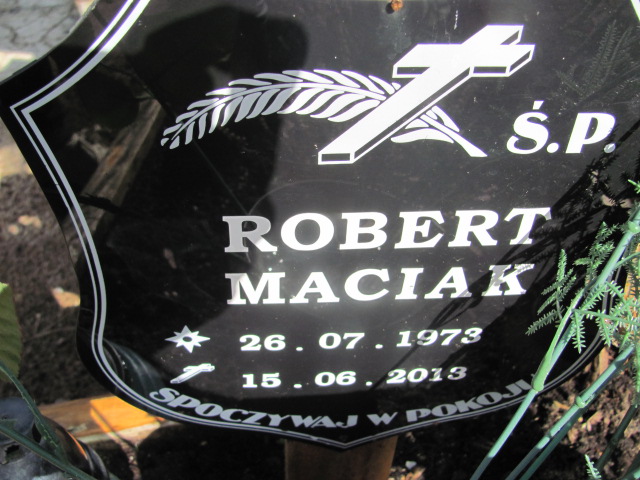 Ś.P.
ROBERT
MACIAK
26.07.1973
15.06.2013
SPOCZYWAJ W POKOJU